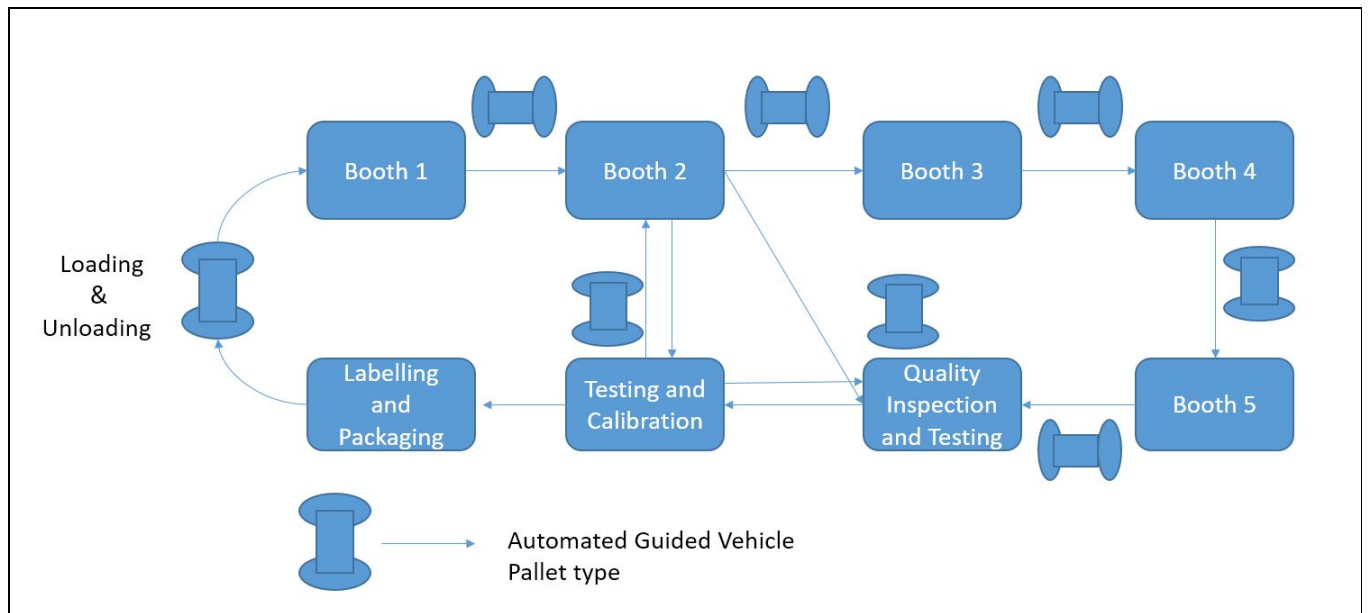 Booth 1
Booth 2
Booth 3
Booth 4
Loading
&
Unloading
Labelling
and
Packaging
Testing and
Calibration
Quality
Inspection
and Testing
Booth 5
Automated Guided Vehicle
Pallet type